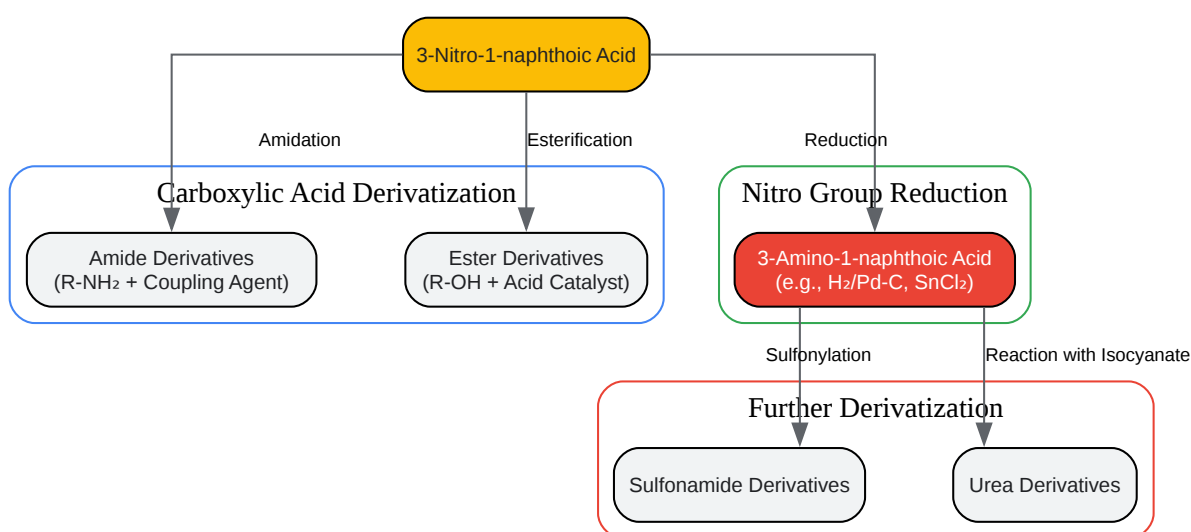 3-Nitro-1-naphthoic Acid
Amidation
Esterification
Reduction
Carboxylic Acid Derivatization
Nitro Group Reduction
Amide Derivatives
(R-NH₂ + Coupling Agent)
Ester Derivatives
(R-OH + Acid Catalyst)
3-Amino-1-naphthoic Acid
(e.g., H₂/Pd-C, SnCl₂)
Sulfonylation
Reaction with Isocyanate
Further Derivatization
Sulfonamide Derivatives
Urea Derivatives